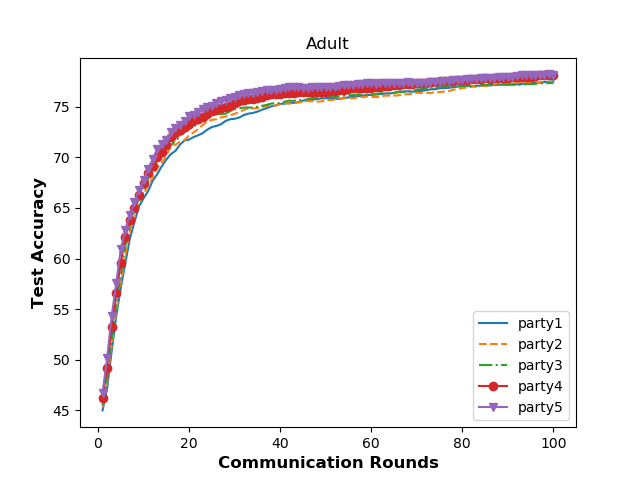 Adult
Test Accuracy
75
70
65
60
55
50
45
0 20 40 60 80 100
Communication Rounds
party1
party2
party3
party4
party5